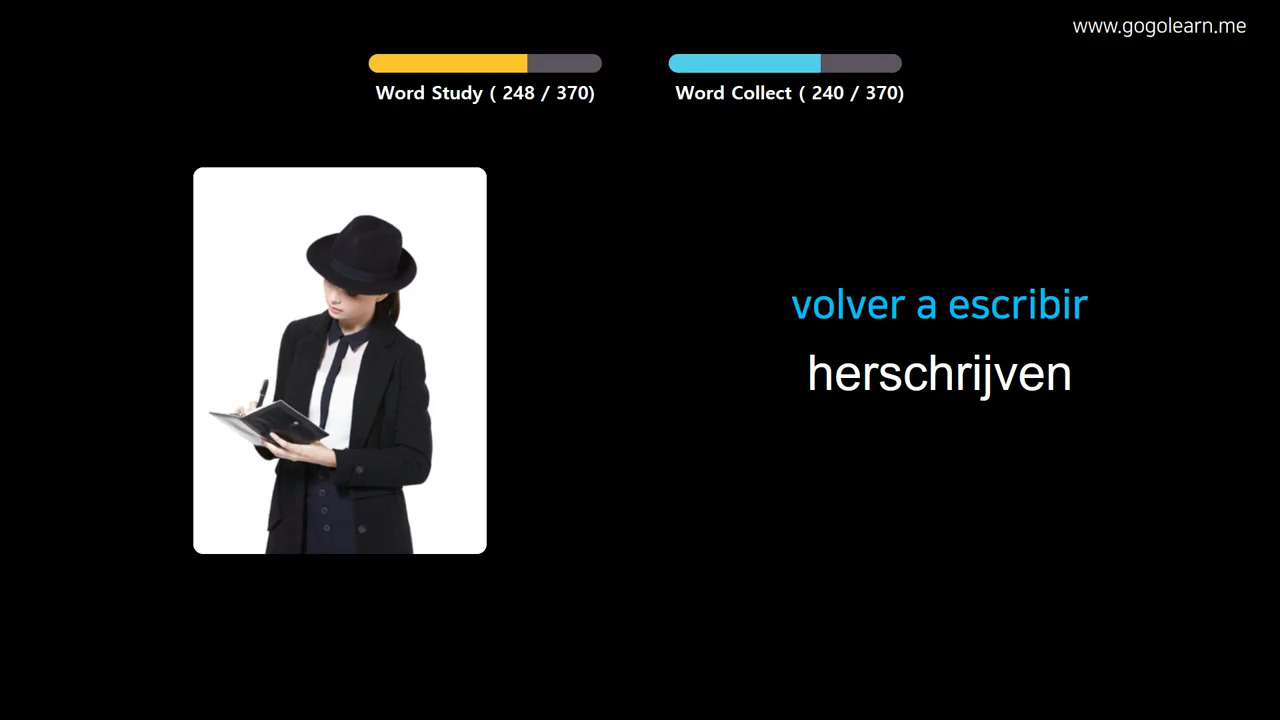 www.gogolearn.me
Word Study ( 248 / 370)
Word Collect ( 240 / 370)
volver a escribir
herschrijven